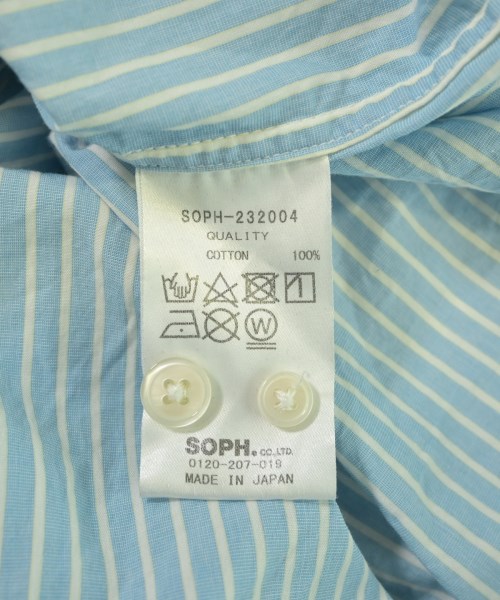 SOPH-232004
QUALITY
COTTON 100%
W
SOPH. CO.,LTD.
0120-207-019
MADE IN JAPAN